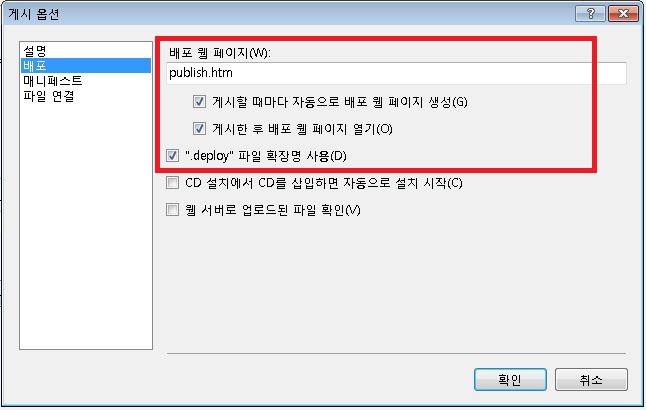 게시 옵션
설명
배포
매니페스트
파일 연결
배포 웹 페이지(W):
publish.htm
게시할 때마다 자동으로 배포 웹 페이지 생성(G)
게시한 후 배포 웹 페이지 열기(O)
".deploy" 파일 확장명 사용(D)
CD 설치에서 CD를 삽입하면 자동으로 설치 시작(C)
웹 서버로 업로드된 파일 확인(V)
확인
취소